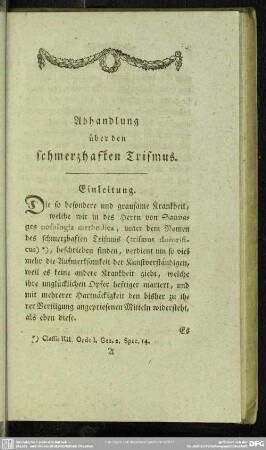 Abhandlung
über den
schmerzhaften Trismus.
Einleitung.
Die so besondere und grausame Krankheit,
welche wir in des Herrn von Sauva-
ges nosologia methodica, unter dem Namen
des schmerzhaften Trismus (trismus dolorifi-
cus) *), beschrieben finden, verdient um so viel
mehr die Aufmerksamkeit der Kunstverständigen,
weil es keine andere Krankheit giebt, welche
ihre unglücklichen Opfer heftiger martert, und
mit mehrerer Hartnäckigkeit den bisher zu ih-
rer Vertilgung angepriesenen Mitteln widersteht,
als eben diese.
Es
*) Classis
Ordo I. Gen. 2. Spec. 14.
A